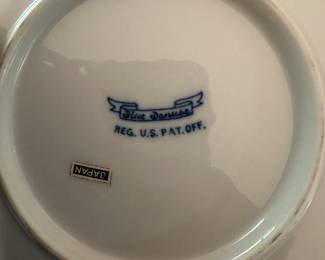 Blue Danube
REG. U.S. PAT. OFF.
JAPAN